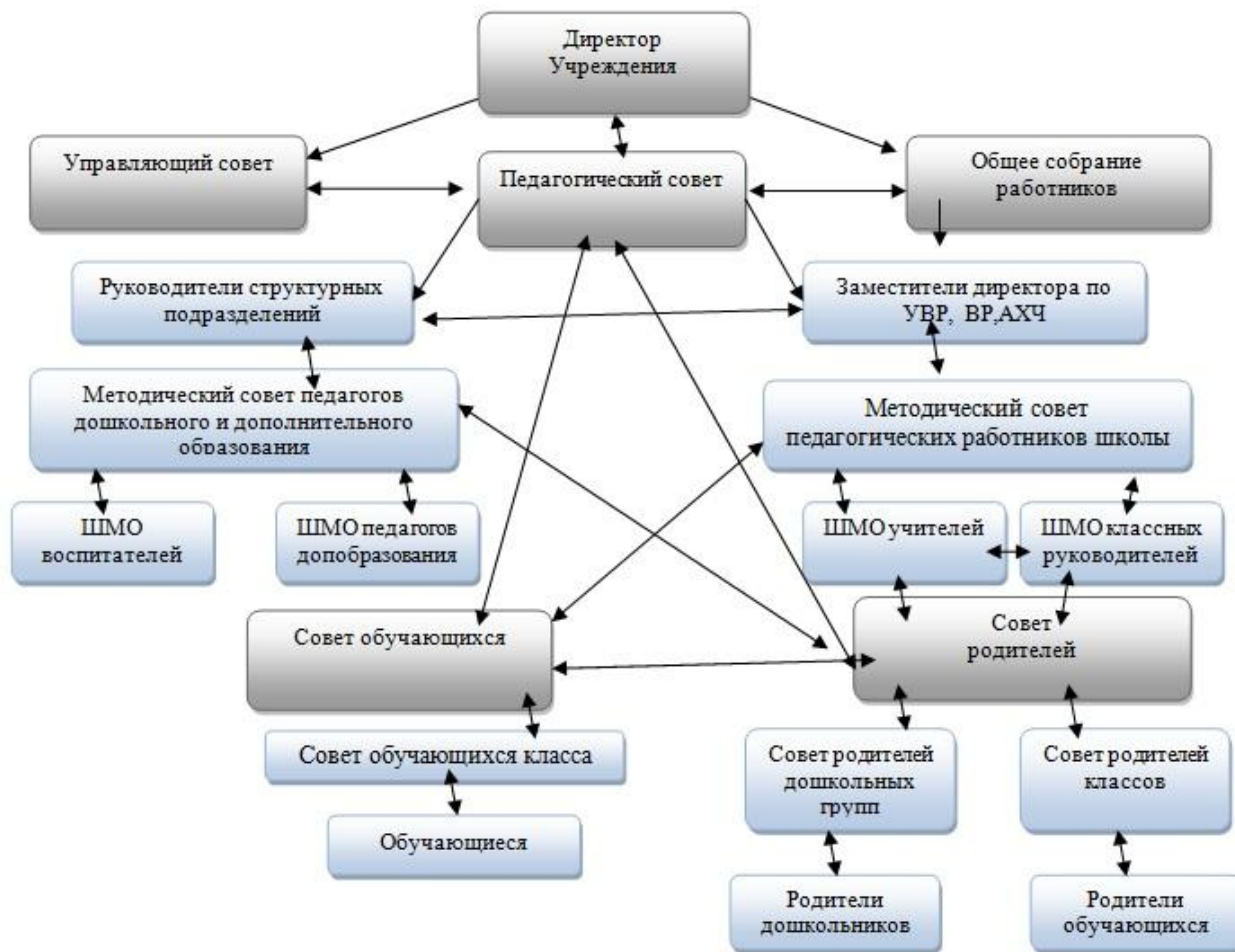 Директор
Учреждения
Управляющий совет
Педагогический совет
Общее собрание
работников
Руководители структурных
подразделений
Заместители директора по
УВР, ВР,АХЧ
Методический совет педагогов
дошкольного и дополнительного
образования
Методический совет
педагогических работников школы
ШМО
воспитателей
ШМО педагогов
допобразования
ШМО учителей
ШМО классных
руководителей
Совет обучающихся
Совет
родителей
Совет обучающихся класса
Совет родителей
дошкольных
групп
Совет родителей
классов
Обучающиеся
Родители
дошкольников
Родители
обучающихся